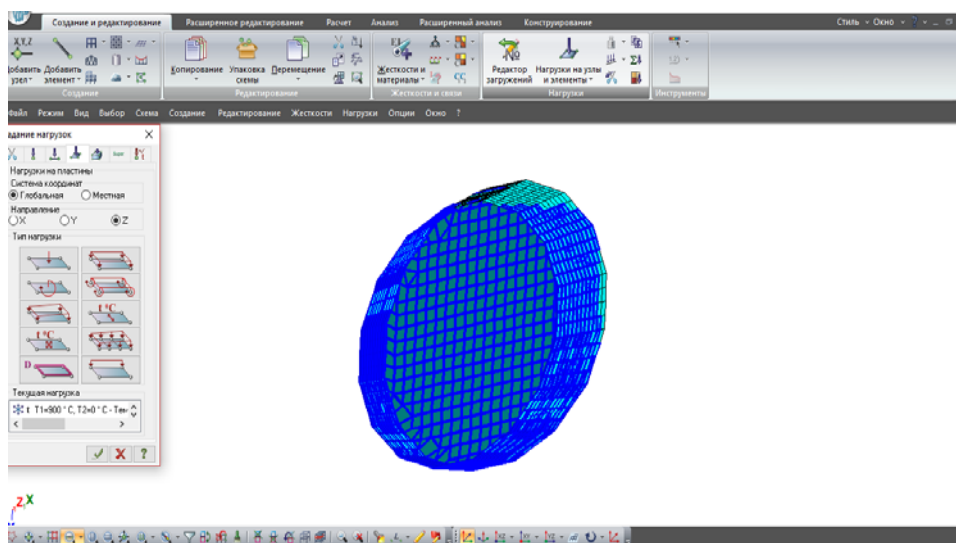 Создание и редактирование Расширенное редактирование Расчет Анализ Расширенный анализ Конструирование Стиль Окно
X,Y,Z
обавить Добавить Копирование Упаковка Перемещение Жесткости и Редактор Нагрузки на узлы
узел элемент схемы материалы загружений и элементы
Создание Редактирование Жесткости и связи Нагрузки Инструменты
Файл Режим Вид Выбор Схема Создание Редактирование Жесткости Нагрузки Опции Окно ?
адание нагрузок
Нагрузки на пластины
Система координат
Глобальная Местная
Направление
X Y Z
Тип нагрузки
t °C
t °C
D
Текущая нагрузка
t T1=900 °C, T2=0 °C - Тем
?
Z X